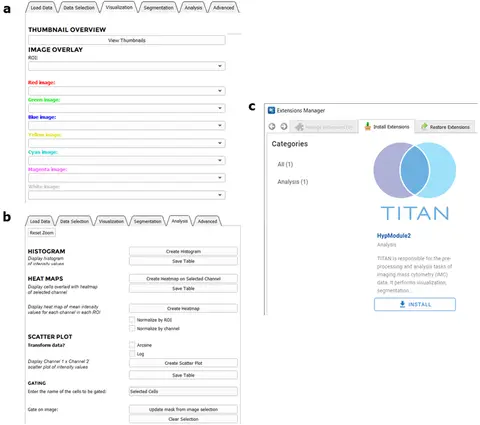 a
Load Data
Data Selection
Visualization
Segmentation
Analysis
Advanced
THUMBNAIL OVERVIEW
View Thumbnails
IMAGE OVERLAY
ROI:
Red image:
Green image:
Blue image:
Yellow image:
Cyan image:
Magenta image:
White image:
b
Load Data
Data Selection
Visualization
Segmentation
Analysis
Advanced
Reset Zoom
HISTOGRAM
Create Histogram
Display histogram
of intensity values
Save Table
HEAT MAPS
Create Heatmap on Selected Channel
Display cells overlaid with heatmap
of selected channel
Save Table
Display heat map of mean intensity
values for each channel in each ROI
Create Heatmap
Normalize by ROI
Normalize by channel
SCATTER PLOT
Transform data?
Arcsine
Log
Display Channel 1 x Channel 2
scatter plot of intensity values
Create Scatter Plot
Save Table
GATING
Enter the name of the cells to be gated:
Selected Cells
Gate on image:
Update mask from image selection
Clear Selection
c
Extensions Manager
Install Extensions
Restore Extensions
Categories
All (1)
Analysis (1)
TITAN
HypModule2
Analysis
TITAN is responsible for the pre-
processing and analysis tasks of
imaging mass cytometry (IMC)
data. It performs visualization,
segmentation...
INSTALL